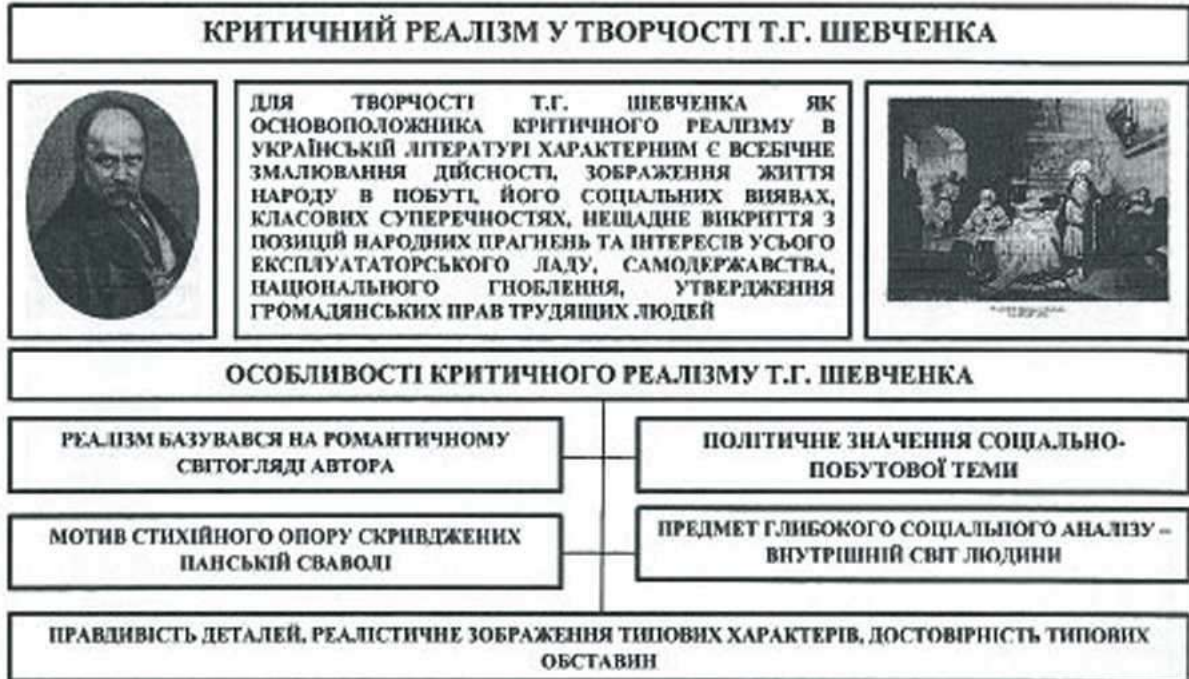 КРИТИЧНИЙ РЕАЛІЗМ У ТВОРЧОСТІ Т.Г. ШЕВЧЕНКА
ДЛЯ ТВОРЧОСТІ Т.Г. ШЕВЧЕНКА ЯК
ОСНОВОПОЛОЖНИКА КРИТИЧНОГО РЕАЛІЗМУ В
УКРАЇНСЬКІЙ ЛІТЕРАТУРІ ХАРАКТЕРНИМ Є ВСЕБІЧНЕ
ЗМАЛЮВАННЯ ДІЙСНОСТІ, ЗОБРАЖЕННЯ ЖИТТЯ
НАРОДУ В ПОБУТІ, ЙОГО СОЦІАЛЬНИХ ВИЯВАХ,
КЛАСОВИХ СУПЕРЕЧНОСТЯХ, НЕЩАДНЕ ВИКРИТТЯ З
ПОЗИЦІЙ НАРОДНИХ ПРАГНЕНЬ ТА ІНТЕРЕСІВ УСЬОГО
ЕКСПЛУАТАТОРСЬКОГО ЛАДУ, САМОДЕРЖАВСТВА,
НАЦІОНАЛЬНОГО ГНОБЛЕННЯ, УТВЕРДЖЕННЯ
ГРОМАДЯНСЬКИХ ПРАВ ТРУДЯЩИХ ЛЮДЕЙ
ОСОБЛИВОСТІ КРИТИЧНОГО РЕАЛІЗМУ Т.Г. ШЕВЧЕНКА
РЕАЛІЗМ БАЗУВАВСЯ НА РОМАНТИЧНОМУ
СВІТОГЛЯДІ АВТОРА
ПОЛІТИЧНЕ ЗНАЧЕННЯ СОЦІАЛЬНО-
ПОБУТОВОЇ ТЕМИ
МОТИВ СТИХІЙНОГО ОПОРУ СКРИВДЖЕНИХ
ПАНСЬКІЙ СВАВОЛІ
ПРЕДМЕТ ГЛИБОКОГО СОЦІАЛЬНОГО АНАЛІЗУ –
ВНУТРІШНІЙ СВІТ ЛЮДИНИ
ПРАВДИВІСТЬ ДЕТАЛЕЙ, РЕАЛІСТИЧНЕ ЗОБРАЖЕННЯ ТИПОВИХ ХАРАКТЕРІВ, ДОСТОВІРНІСТЬ ТИПОВИХ
ОБСТАВИН